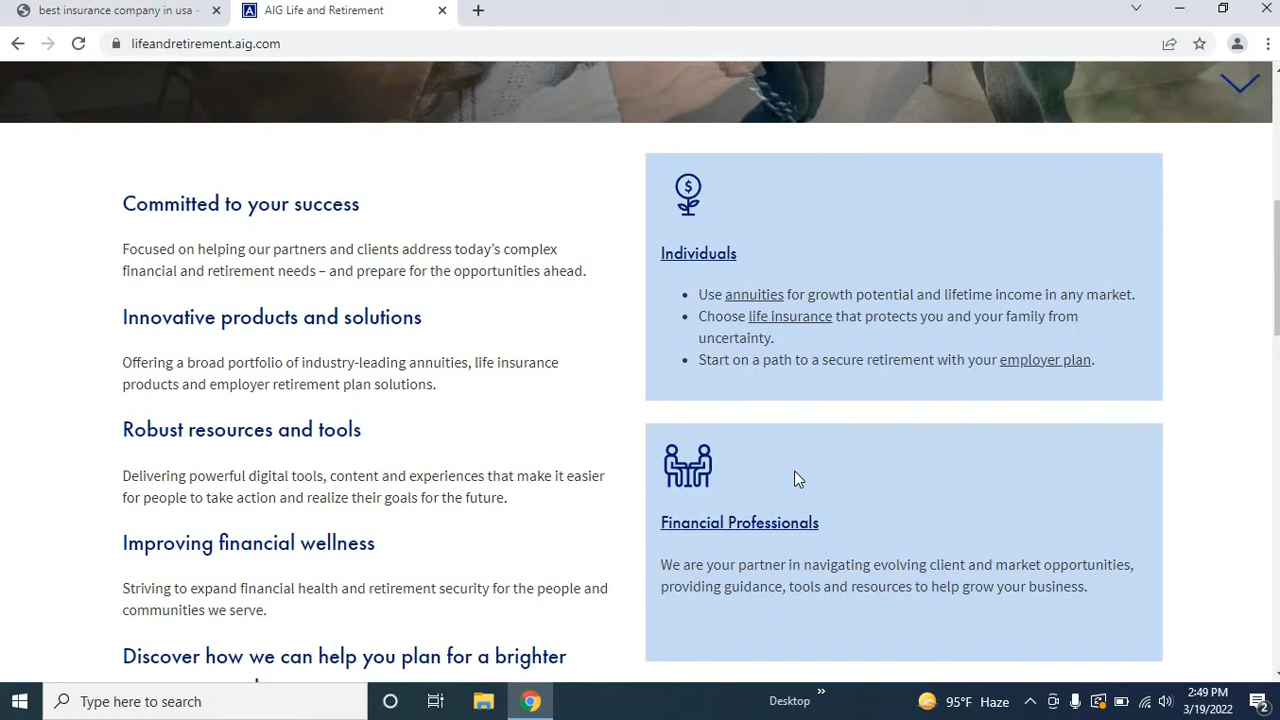 best insurance company in usa -
AIG Life and Retirement
lifeandretirement.aig.com
Committed to your success
Focused on helping our partners and clients address today’s complex
financial and retirement needs – and prepare for the opportunities ahead.
Innovative products and solutions
Offering a broad portfolio of industry-leading annuities, life insurance
products and employer retirement plan solutions.
Robust resources and tools
Delivering powerful digital tools, content and experiences that make it easier
for people to take action and realize their goals for the future.
Improving financial wellness
Striving to expand financial health and retirement security for the people and
communities we serve.
Discover how we can help you plan for a brighter
$
Individuals
• Use annuities for growth potential and lifetime income in any market.
• Choose life insurance that protects you and your family from
uncertainty.
• Start on a path to a secure retirement with your employer plan.
Financial Professionals
We are your partner in navigating evolving client and market opportunities,
providing guidance, tools and resources to help grow your business.
Type here to search
Desktop
95°F Haze
2:49 PM
3/19/2022
2